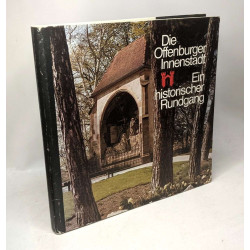 Die
Offenburger
Innenstadt
Ein
historischer
Rundgang